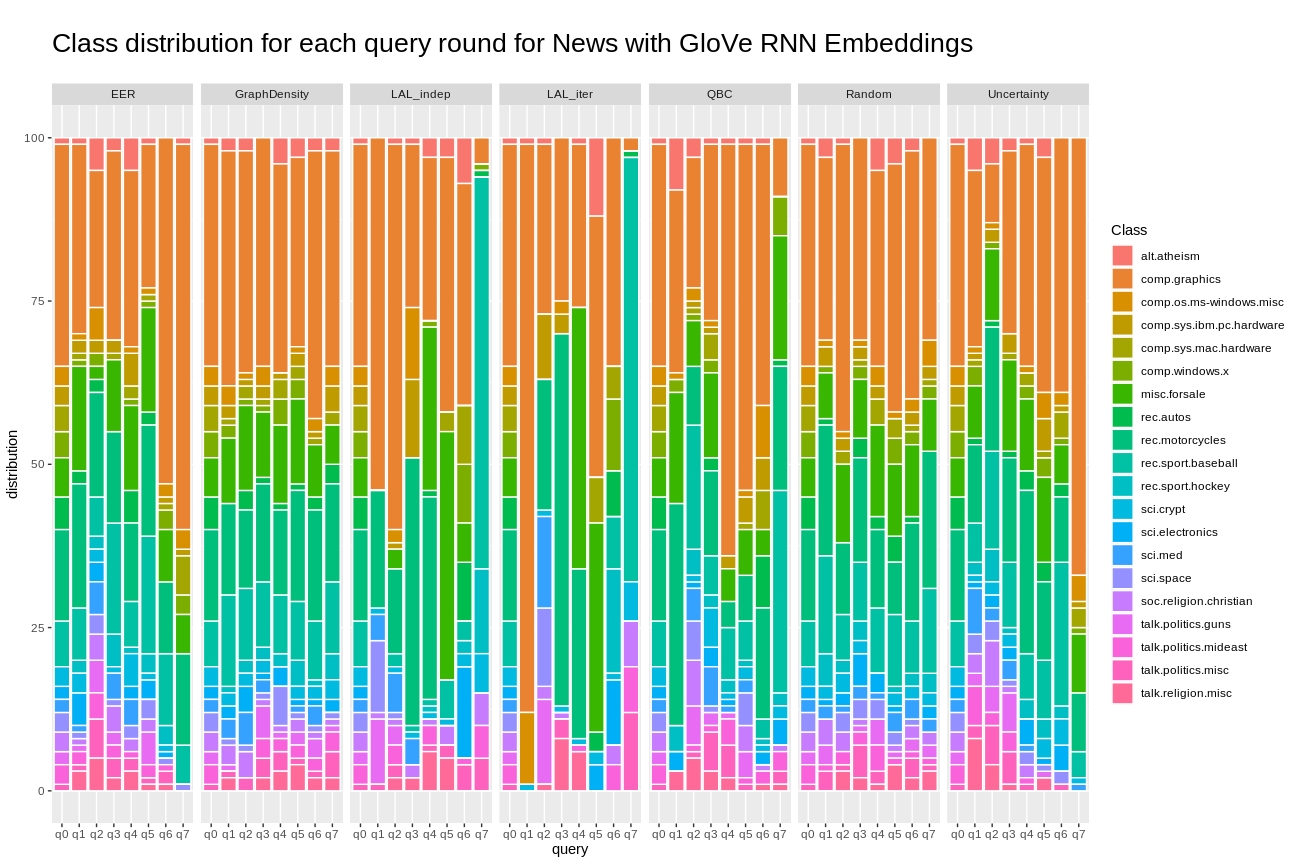 Class distribution for each query round for News with GloVe RNN Embeddings
EER GraphDensity LAL_indep LAL_iter QBC Random Uncertainty
100
75
50
25
0
distribution
q0 q1 q2 q3 q4 q5 q6 q7 q0 q1 q2 q3 q4 q5 q6 q7 q0 q1 q2 q3 q4 q5 q6 q7 q0 q1 q2 q3 q4 q5 q6 q7 q0 q1 q2 q3 q4 q5 q6 q7 q0 q1 q2 q3 q4 q5 q6 q7 q0 q1 q2 q3 q4 q5 q6 q7
query
Class
alt.atheism
comp.graphics
comp.os.ms-windows.misc
comp.sys.ibm.pc.hardware
comp.sys.mac.hardware
comp.windows.x
misc.forsale
rec.autos
rec.motorcycles
rec.sport.baseball
rec.sport.hockey
sci.crypt
sci.electronics
sci.med
sci.space
soc.religion.christian
talk.politics.guns
talk.politics.mideast
talk.politics.misc
talk.religion.misc